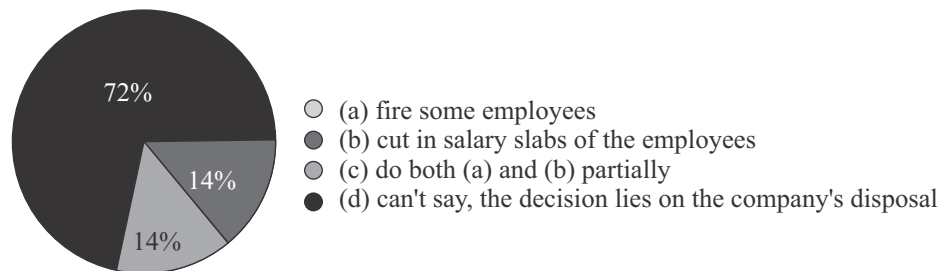 72%
14%
14%
(a) fire some employees
(b) cut in salary slabs of the employees
(c) do both (a) and (b) partially
(d) can't say, the decision lies on the company's disposal